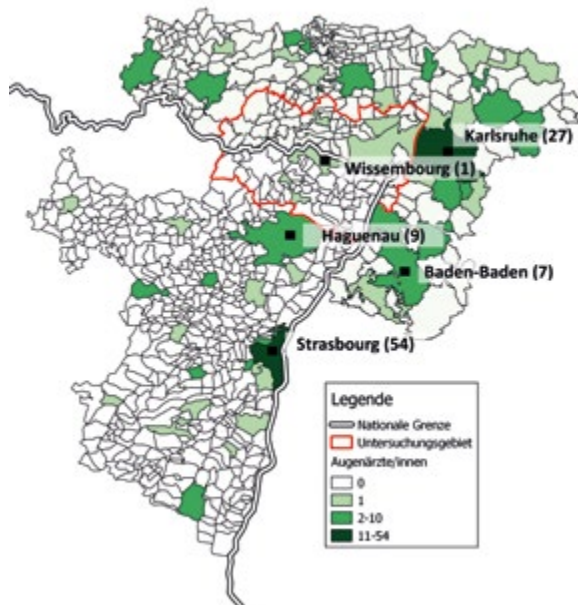 Karlsruhe (27)
Wissembourg (1)
Haguenau (9)
Baden-Baden (7)
Strasbourg (54)
Legende
Nationale Grenze
Untersuchungsgebiet
Augenärzte/innen
0
1
2-10
11-54